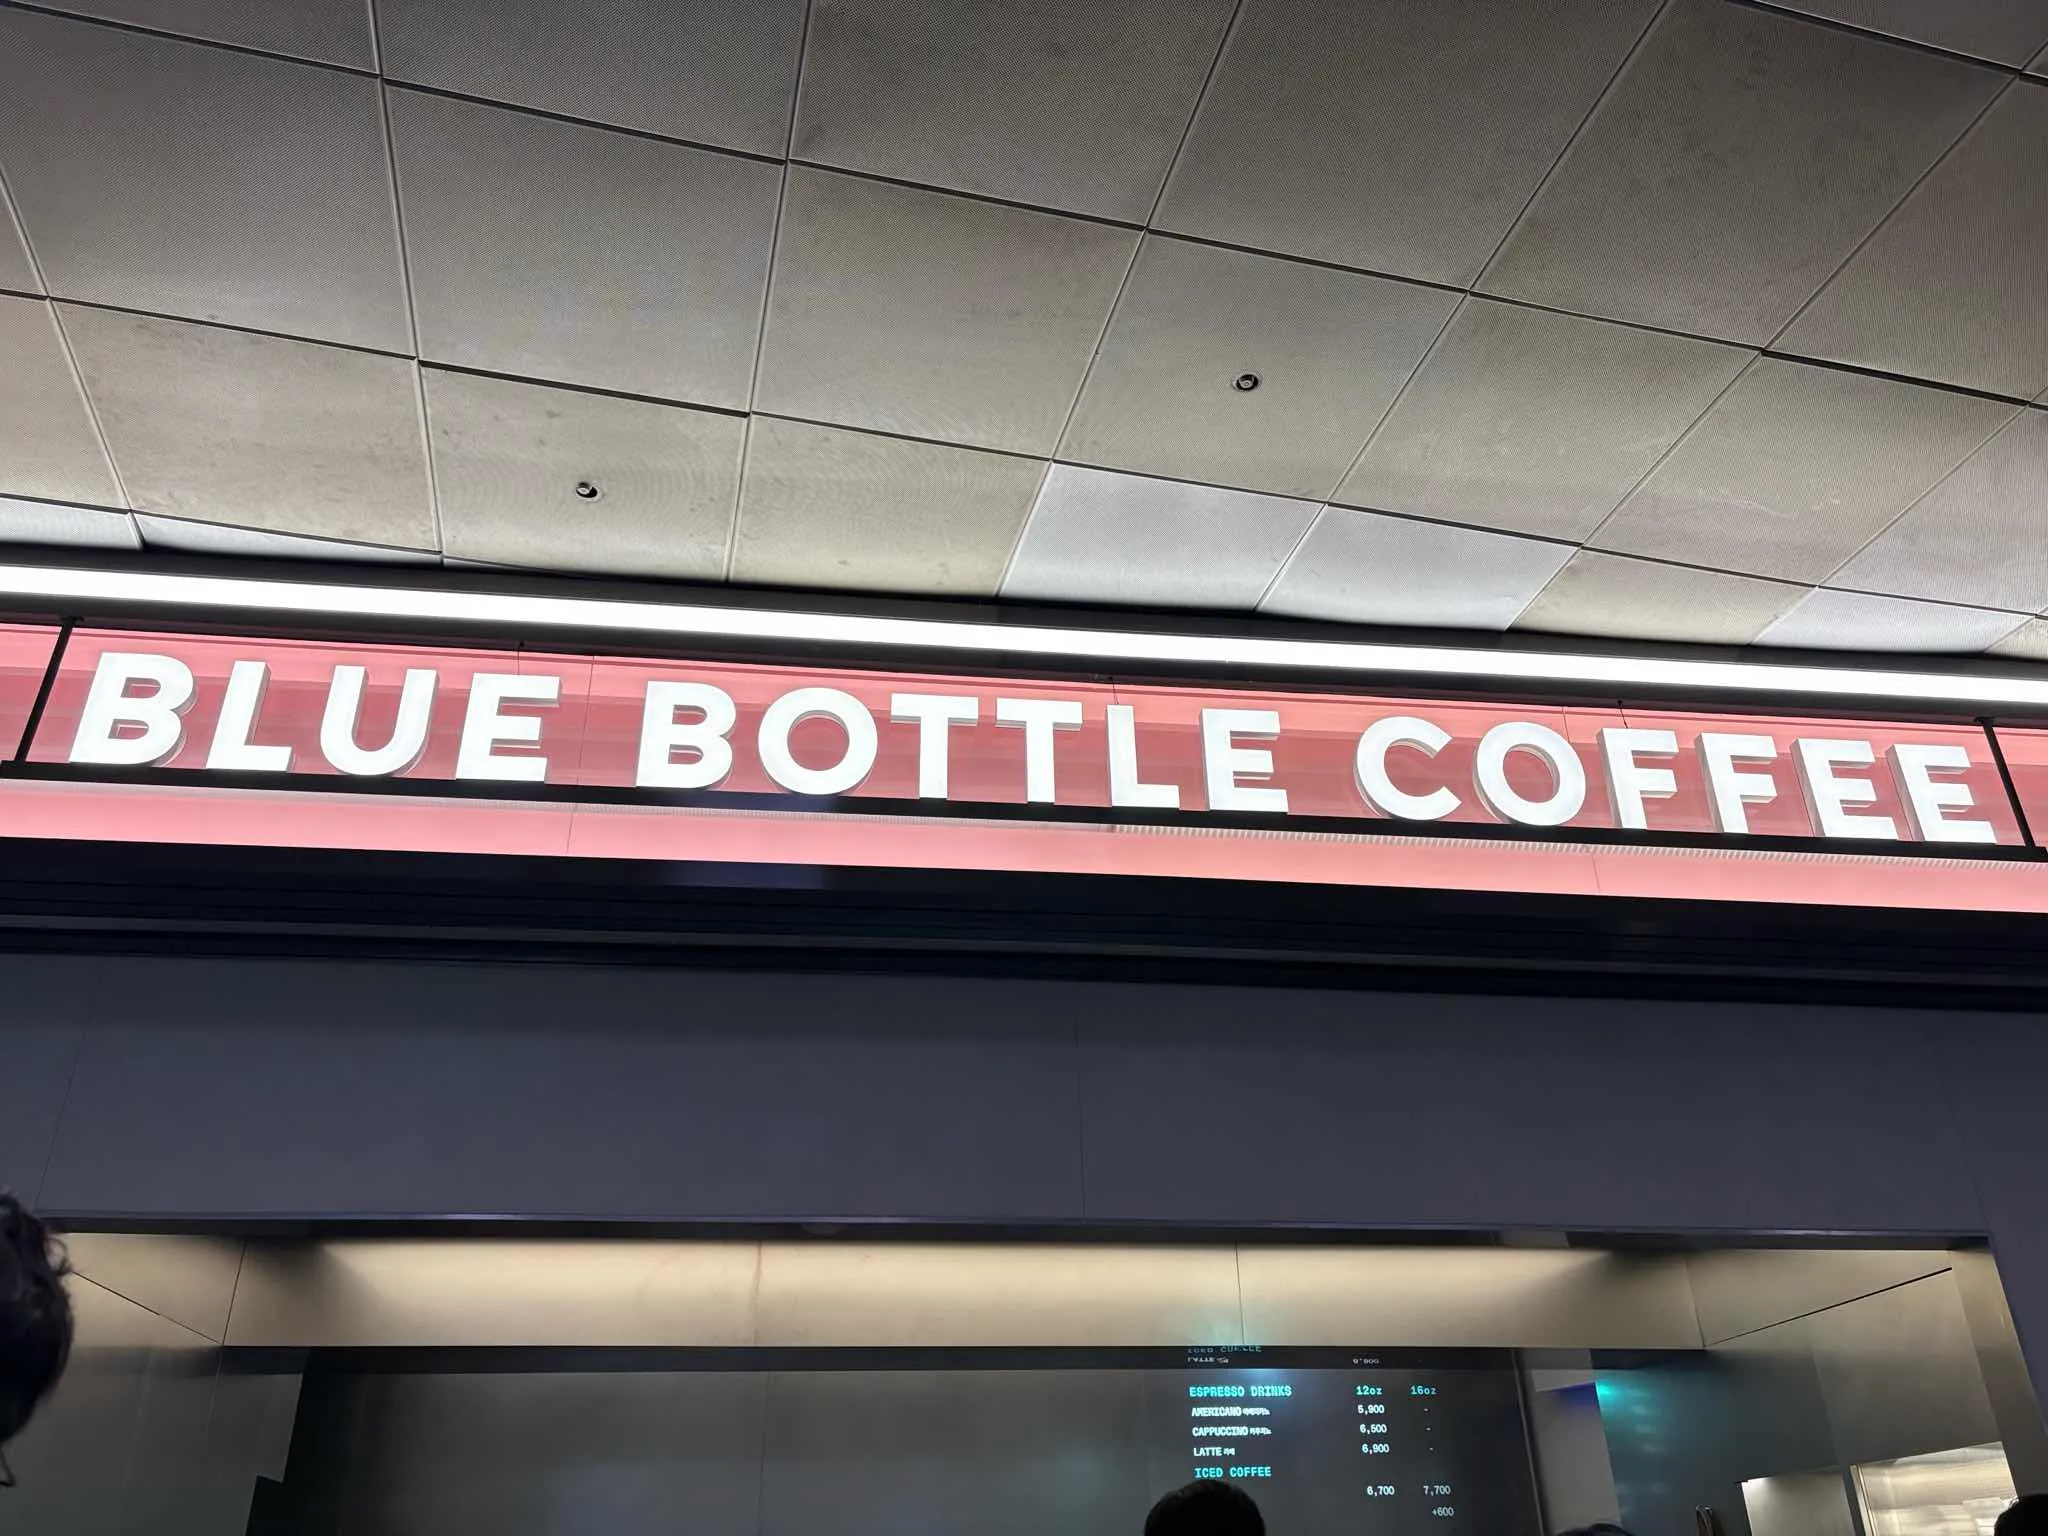 BLUE BOTTLE COFFEE
ESPRESSO DRINKS 12oz 16oz
AMERICANO 5,900 -
CAPPUCCINO 6,500 -
LATTE 6,900 -
ICED COFFEE
6,700 7,700
+600